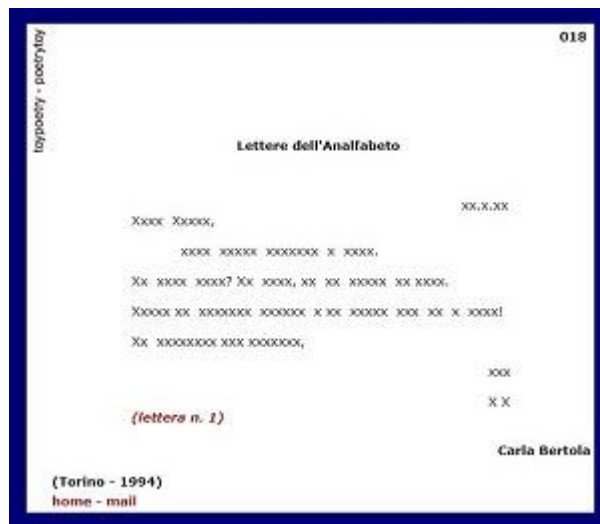 018
toypoetry - poetrytoy
Lettere dell'Analfabeto
xx.x.xx
Xxxx Xxxxx,
xxxx xxxxx xxxxxxx x xxxx.
Xx xxxx xxxx? Xx xxxx, xx xx xxxxx xx xxxx.
Xxxxx xx xxxxxxx xxxxxx x xx xxxxx xxx xx x xxxx!
Xx xxxxxxxx xxx xxxxxxx,
xxx
X X
(lettera n. 1)
Carla Bertola
(Torino - 1994)
home - mail